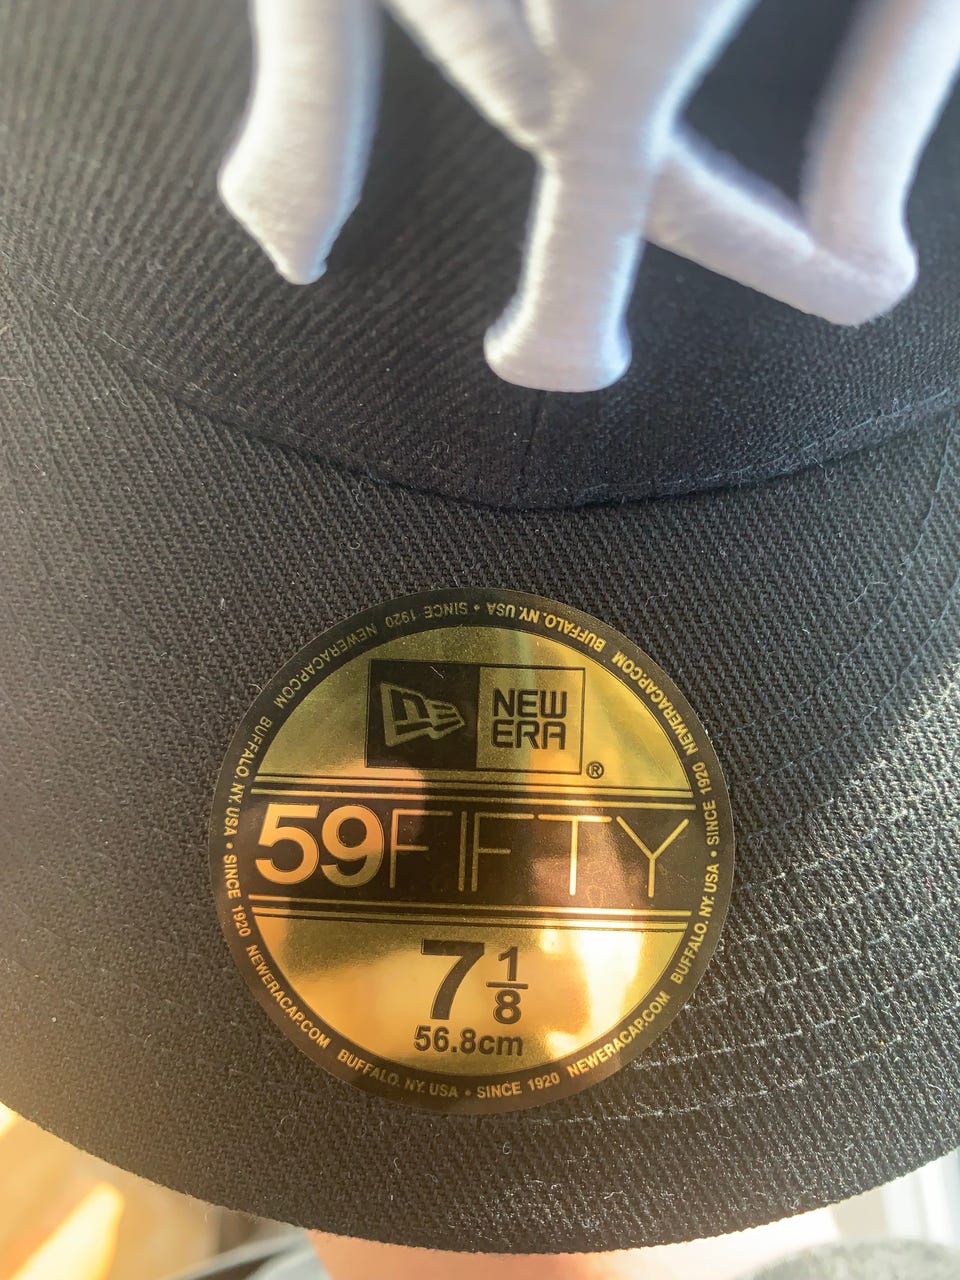 NEW
ERA
®
59FIFTY
7 1/8
56.8cm
BUFFALO, NY, USA • SINCE 1920 NEWERACAP.COM BUFFALO, NY, USA • SINCE 1920 NEWERACAP.COM BUFFALO, NY, USA • SINCE 1920 NEWERACAP.COM BUFFALO, NY, USA • SINCE 1920 NEWERACAP.COM